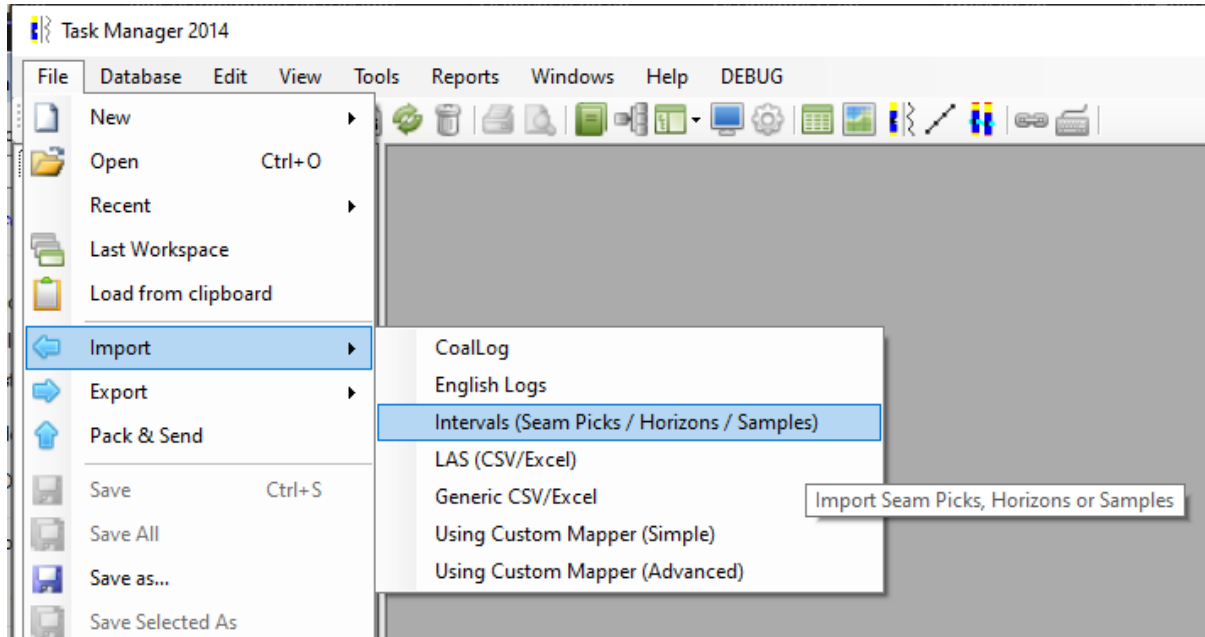 Task Manager 2014
File Database Edit View Tools Reports Windows Help DEBUG
New
Open Ctrl+O
Recent
Last Workspace
Load from clipboard
Import
Export
Pack & Send
Save Ctrl+S
Save All
Save as...
Save Selected As
CoalLog
English Logs
Intervals (Seam Picks / Horizons / Samples)
LAS (CSV/Excel)
Generic CSV/Excel
Using Custom Mapper (Simple)
Using Custom Mapper (Advanced)
Import Seam Picks, Horizons or Samples